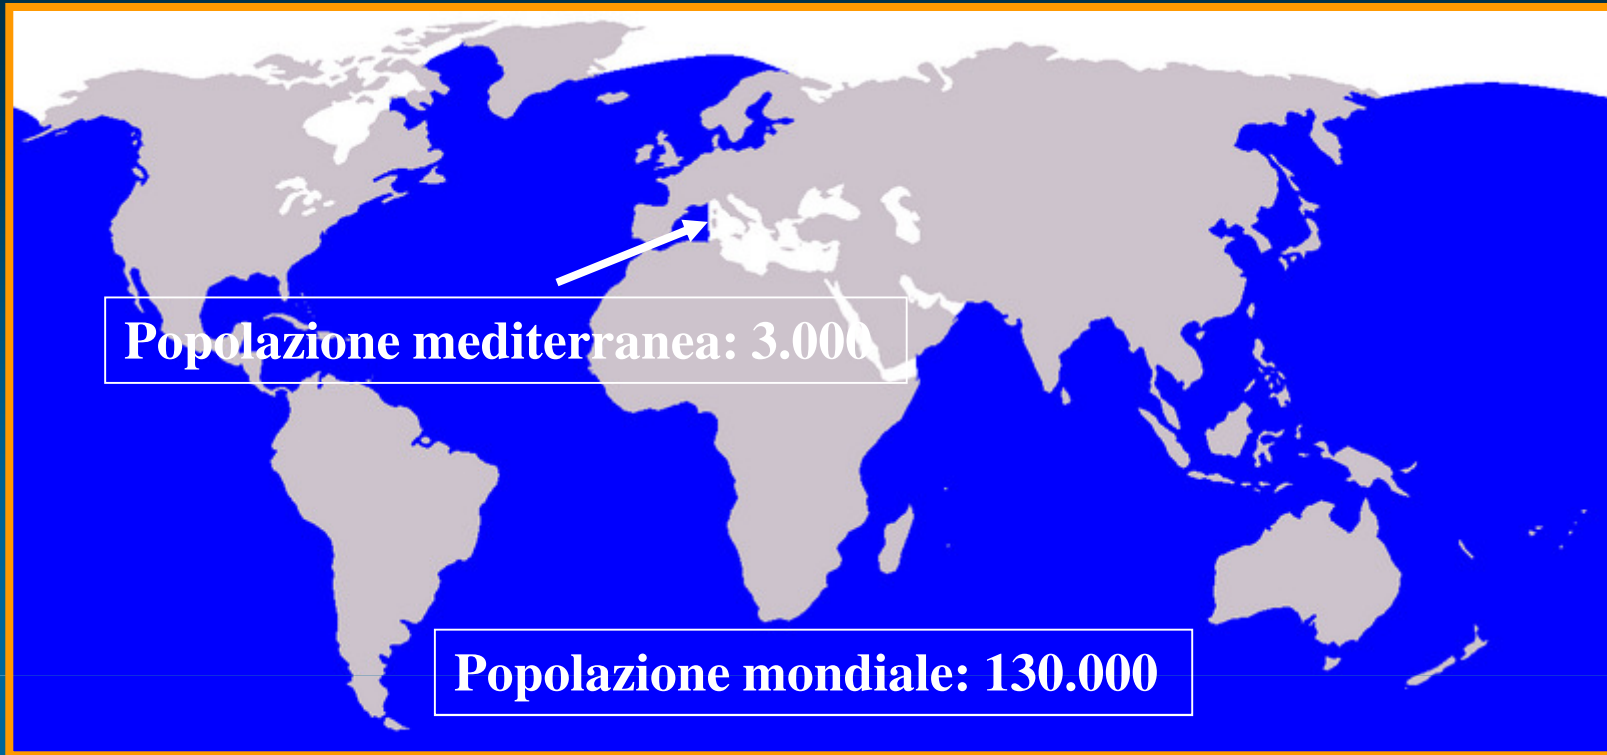 Popolazione mediterranea: 3.000
Popolazione mondiale: 130.000